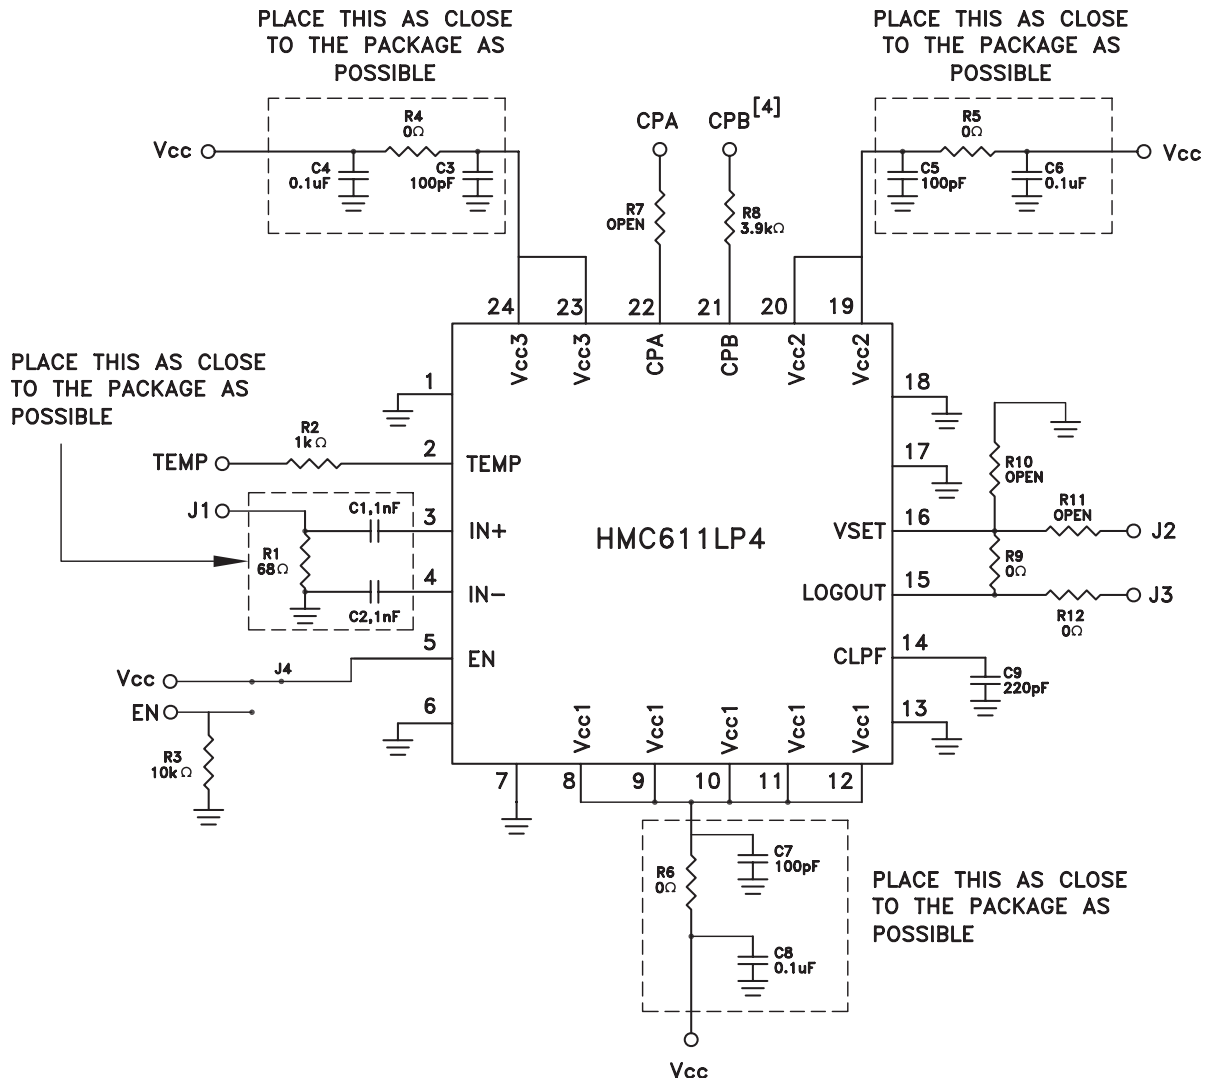 PLACE THIS AS CLOSE
TO THE PACKAGE AS
POSSIBLE
PLACE THIS AS CLOSE
TO THE PACKAGE AS
POSSIBLE
R4
0Ω
Vcc
C4
0.1uF
C3
100pF
CPA
CPB[4]
R7
OPEN
R8
3.9kΩ
R5
0Ω
C5
100pF
C6
0.1uF
Vcc
24
23
22
21
20
19
Vcc3
Vcc3
CPA
CPB
Vcc2
Vcc2
PLACE THIS AS CLOSE
TO THE PACKAGE AS
POSSIBLE
1
18
R2
1kΩ
TEMP
2
TEMP
17
R10
OPEN
J1
C1,1nF
3
IN+
HMC611LP4
VSET
16
R11
OPEN
J2
R1
68Ω
R9
0Ω
4
IN-
C2,1nF
LOGOUT
15
J3
R12
0Ω
5
EN
J4
Vcc
CLPF
14
C9
220pF
EN
6
13
R3
10kΩ
Vcc1
Vcc1
Vcc1
Vcc1
Vcc1
7
8
9
10
11
12
C7
100pF
R6
0Ω
C8
0.1uF
PLACE THIS AS CLOSE
TO THE PACKAGE AS
POSSIBLE
Vcc